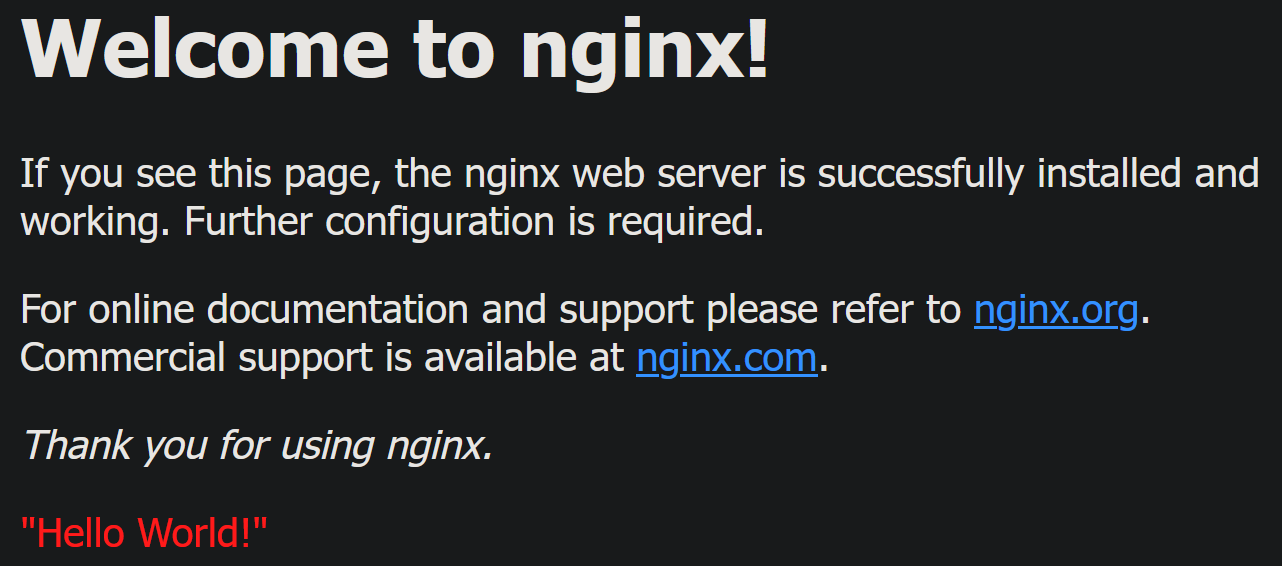 Welcome to nginx!
If you see this page, the nginx web server is successfully installed and
working. Further configuration is required.
For online documentation and support please refer to nginx.org.
Commercial support is available at nginx.com.
Thank you for using nginx.
"Hello World!"